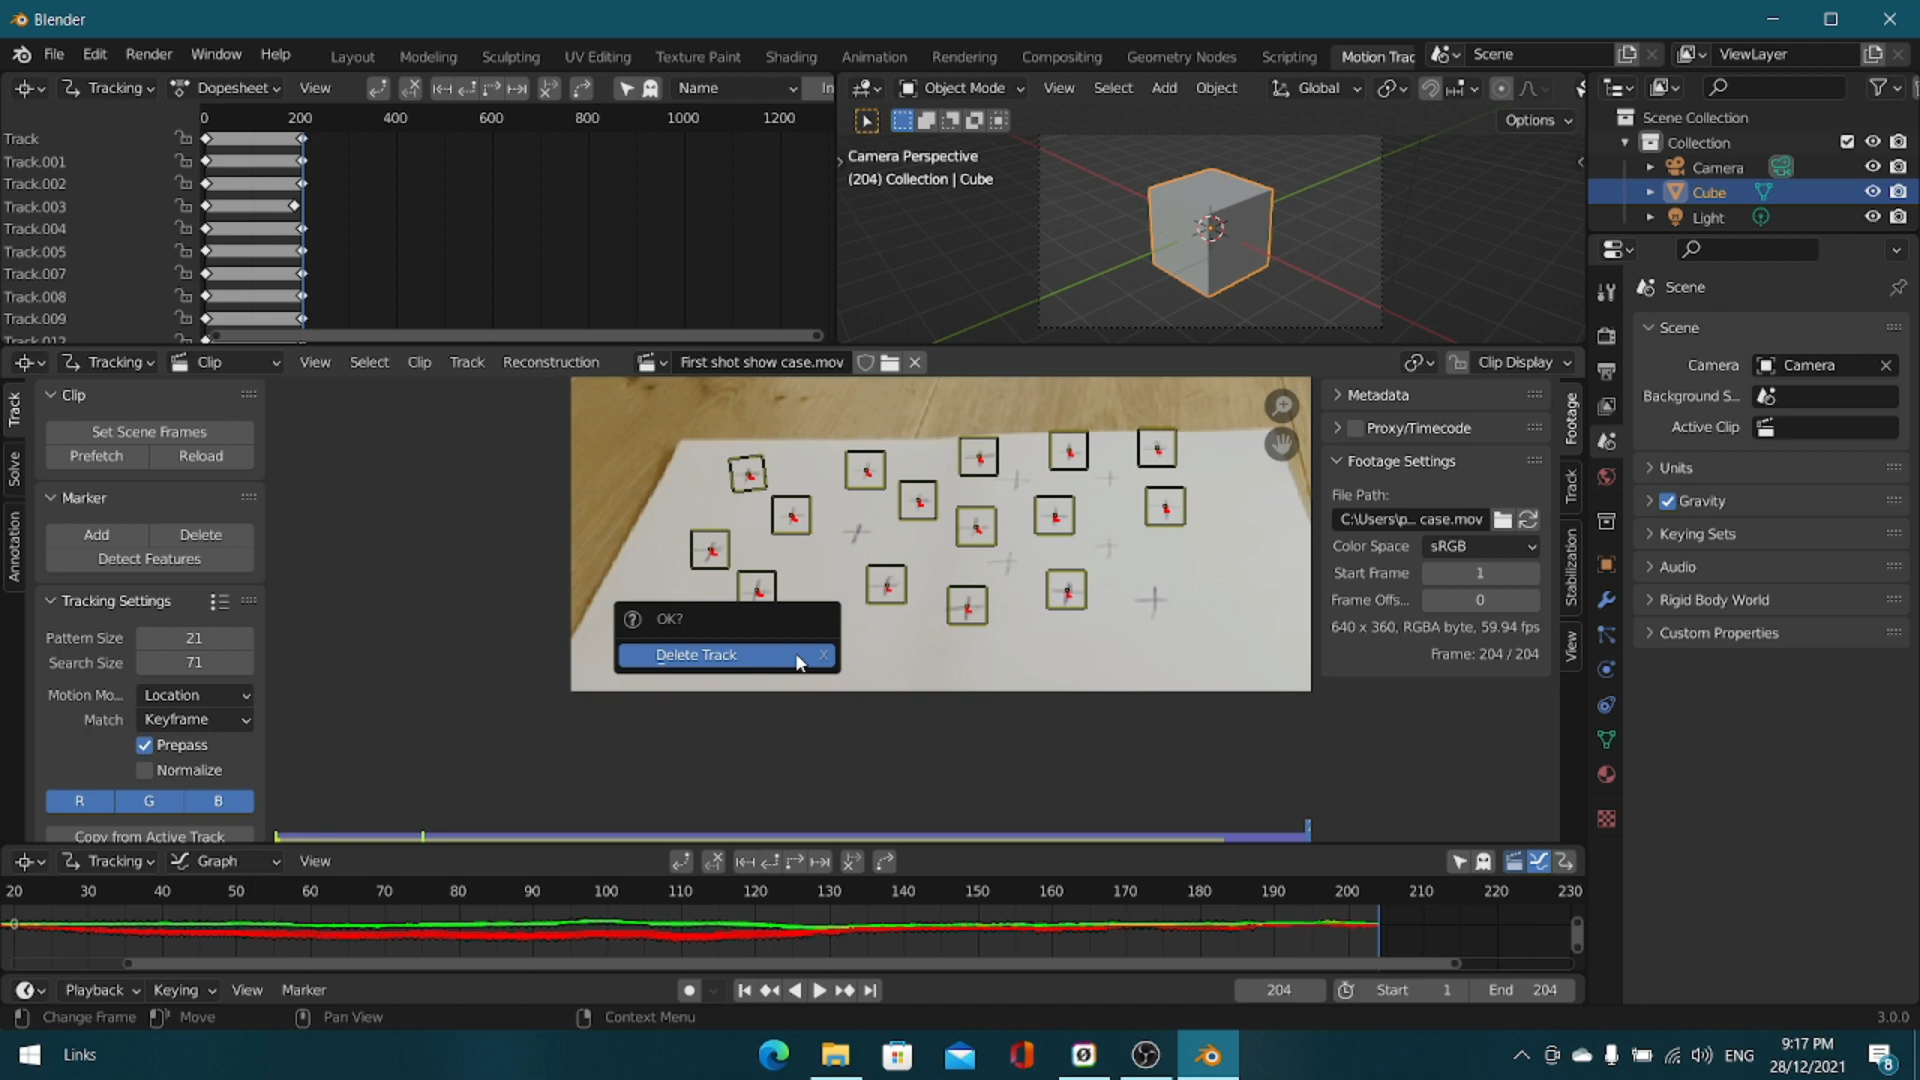 Blender
File Edit Render Window Help
Layout Modeling Sculpting UV Editing Texture Paint Shading Animation Rendering Compositing Geometry Nodes Scripting Motion Trac
Scene
ViewLayer
Tracking Dopesheet View Name In
0 200 400 600 800 1000 1200
Track
Track.001
Track.002
Track.003
Track.004
Track.005
Track.007
Track.008
Track.009
Track.012
Object Mode View Select Add Object Global
Options
Camera Perspective
(204) Collection | Cube
Scene Collection
Collection
Camera
Cube
Light
Scene
Scene
Camera Camera
Background S...
Active Clip
Units
Gravity
Keying Sets
Audio
Rigid Body World
Custom Properties
Tracking Clip View Select Clip Track Reconstruction First shot show case.mov Clip Display
Track
Solve
Annotation
Clip
Set Scene Frames
Prefetch Reload
Marker
Add Delete
Detect Features
Tracking Settings
Pattern Size 21
Search Size 71
Motion Mo... Location
Match Keyframe
Prepass
Normalize
R G B
Copy from Active Track
OK?
Delete Track X
Metadata
Proxy/Timecode
Footage Settings
File Path:
C:\Users\p... case.mov
Color Space sRGB
Start Frame 1
Frame Offs... 0
640 x 360, RGBA byte, 59.94 fps
Frame: 204 / 204
Footage
Track
Stabilization
View
Tracking Graph View
20 30 40 50 60 70 80 90 100 110 120 130 140 150 160 170 180 190 200 210 220 230
0
Playback Keying View Marker
204 Start 1 End 204
Change Frame Move Pan View Context Menu 3.0.0
Links
ENG
9:17 PM
28/12/2021
8